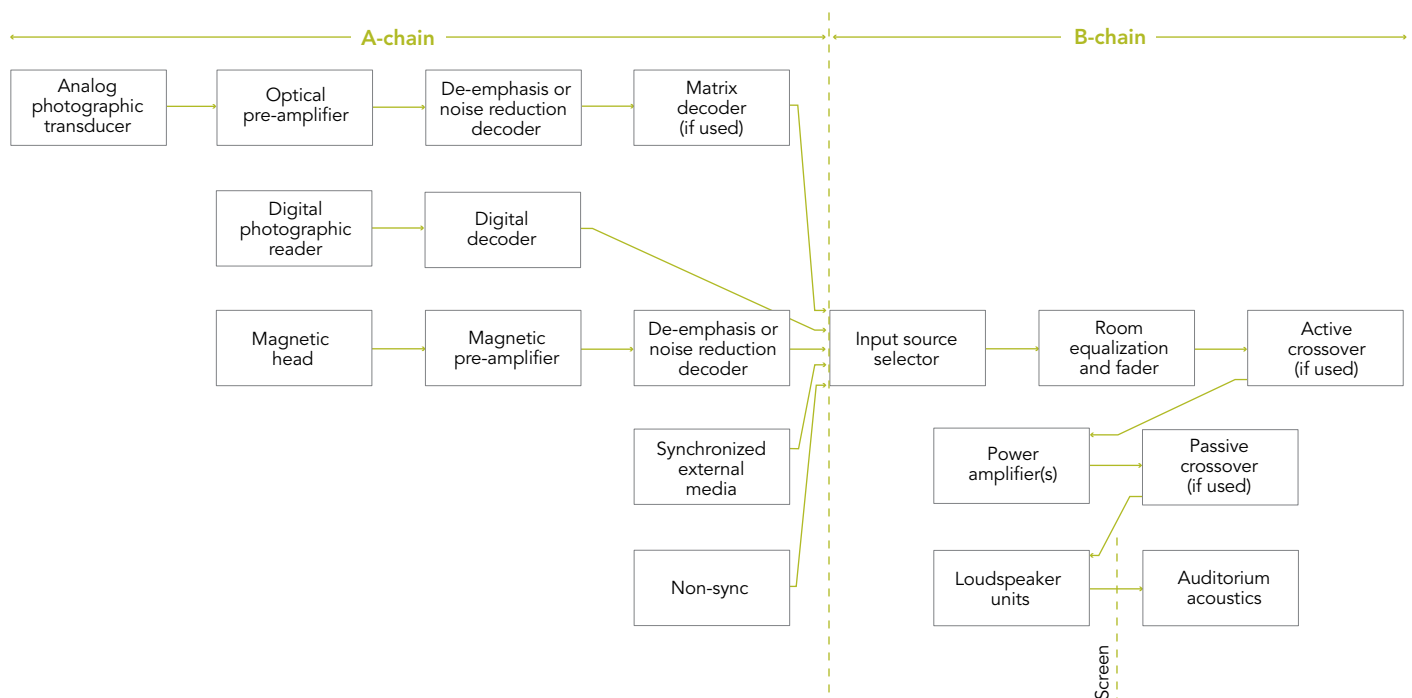 A-chain
B-chain
Analog
photographic
transducer
Optical
pre-amplifier
De-emphasis or
noise reduction
decoder
Matrix
decoder
(if used)
Digital
photographic
reader
Digital
decoder
Magnetic
head
Magnetic
pre-amplifier
De-emphasis or
noise reduction
decoder
Input source
selector
Room
equalization
and fader
Active
crossover
(if used)
Synchronized
external
media
Power
amplifier(s)
Passive
crossover
(if used)
Non-sync
Loudspeaker
units
Auditorium
acoustics
Screen